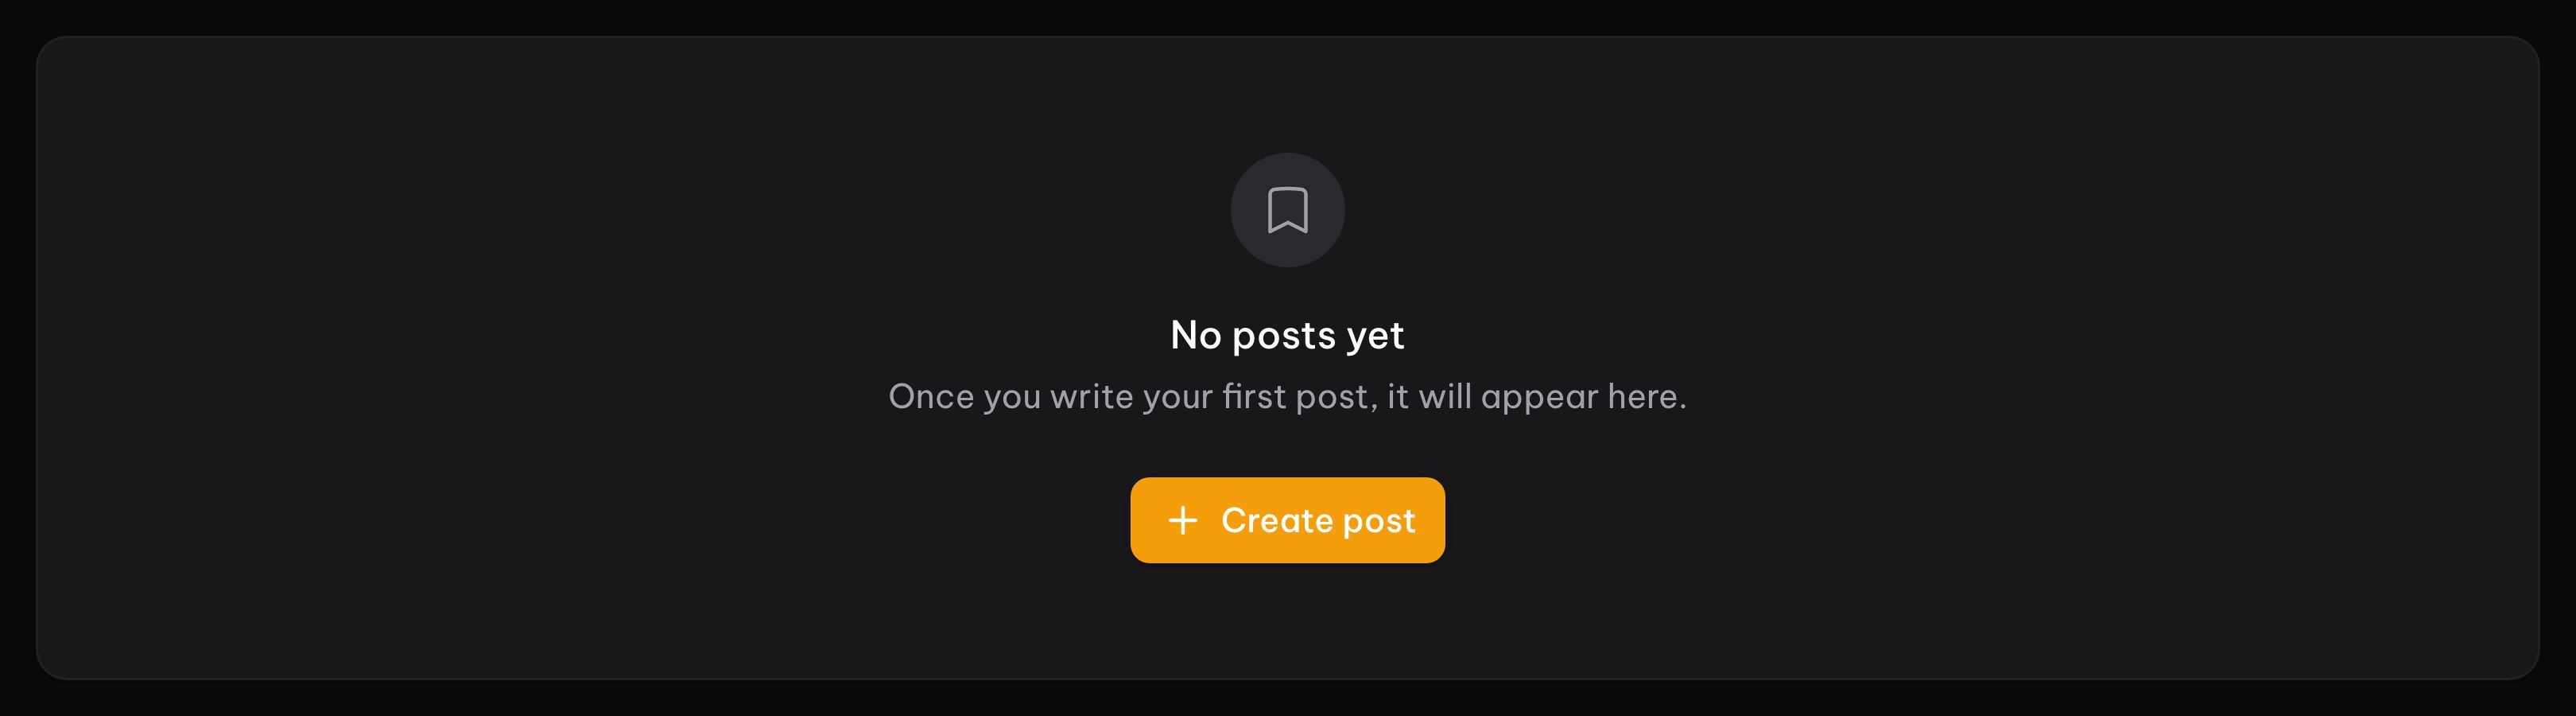 No posts yet
Once you write your first post, it will appear here.
Create post